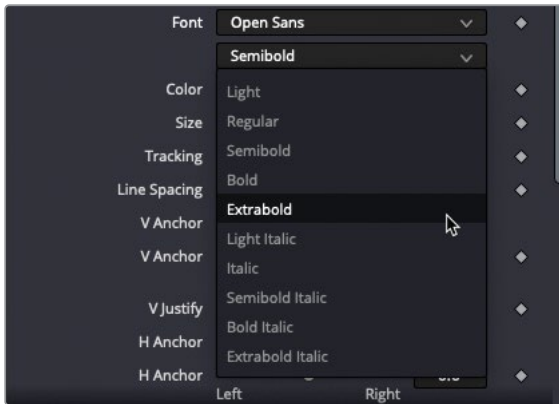 Font Open Sans
Semibold
Color Light
Size Regular
Tracking Semibold
Bold
Line Spacing
Extrabold
V Anchor
Light Italic
V Anchor
Italic
Semibold Italic
V Justify
Bold Italic
H Anchor
Extrabold Italic
H Anchor
Left Right